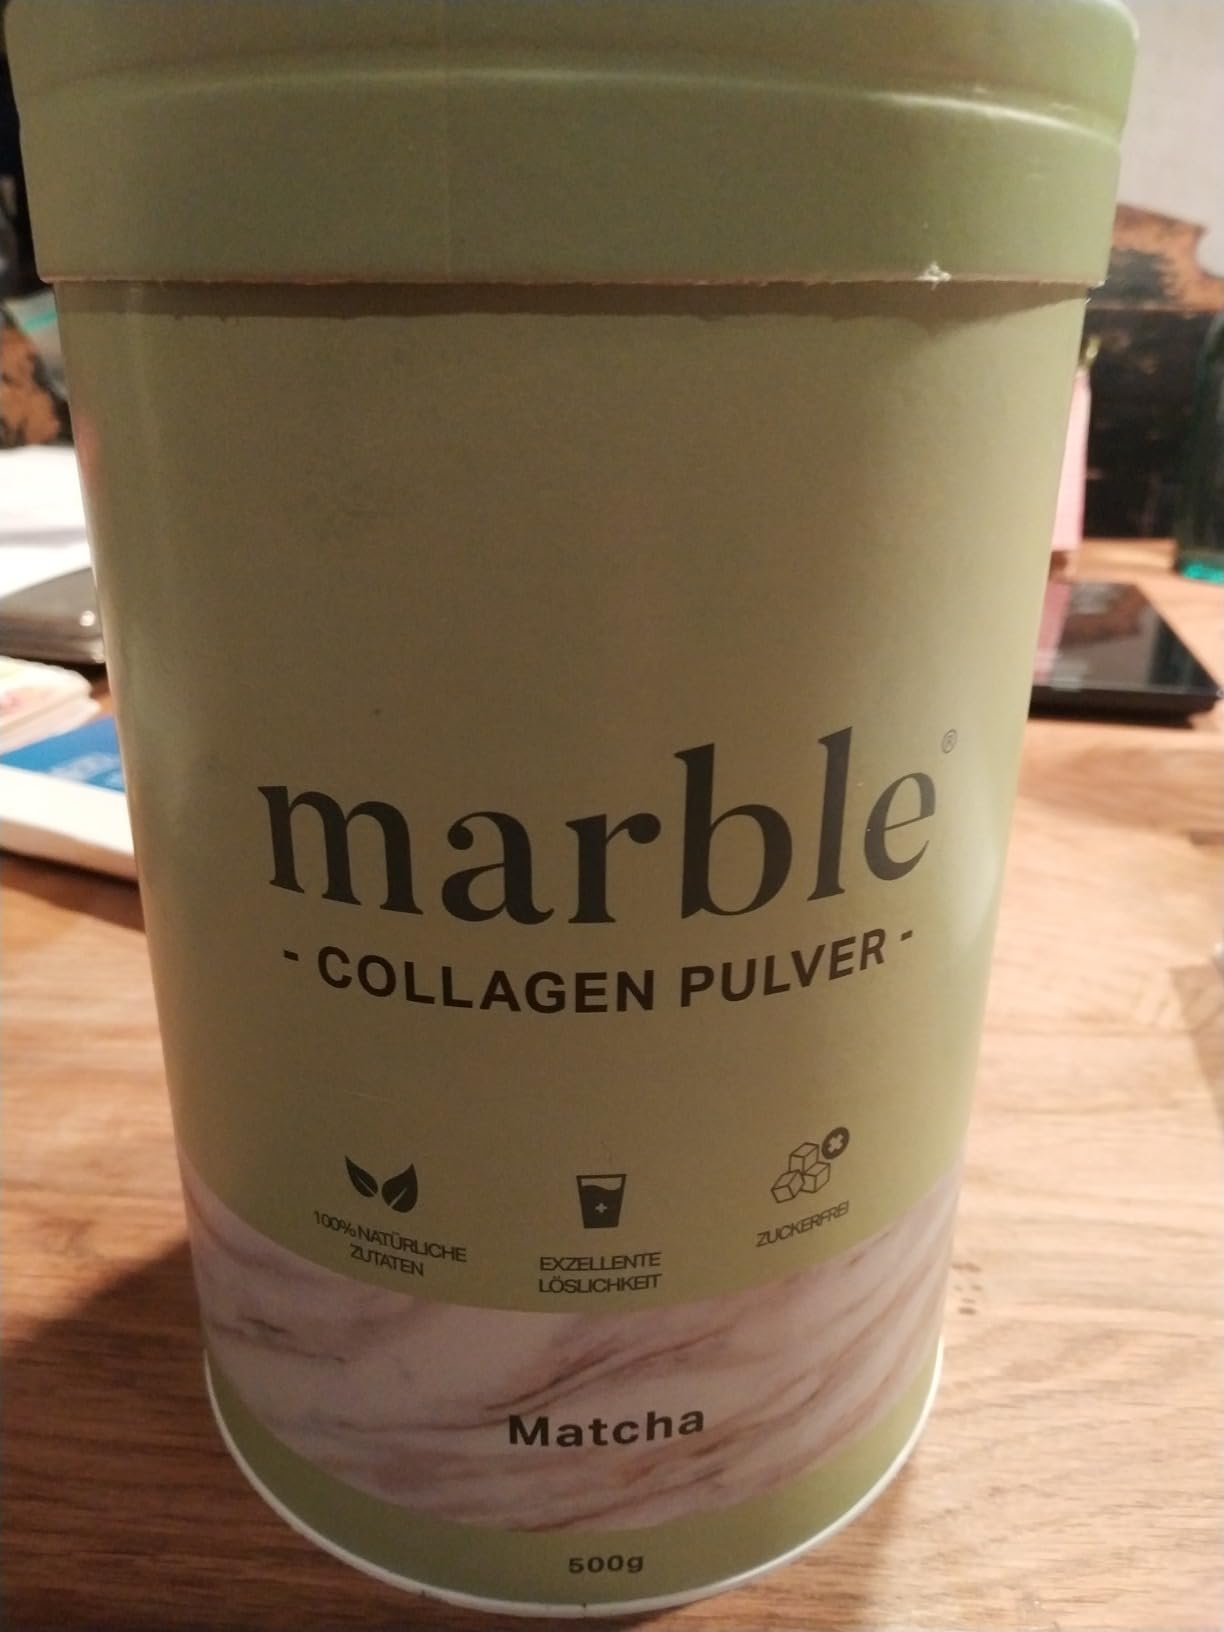 marble®
- COLLAGEN PULVER -
100% NATÜRLICHE
ZUTATEN
EXZELLENTE
LÖSLICHKEIT
ZUCKERFREI
Matcha
500g